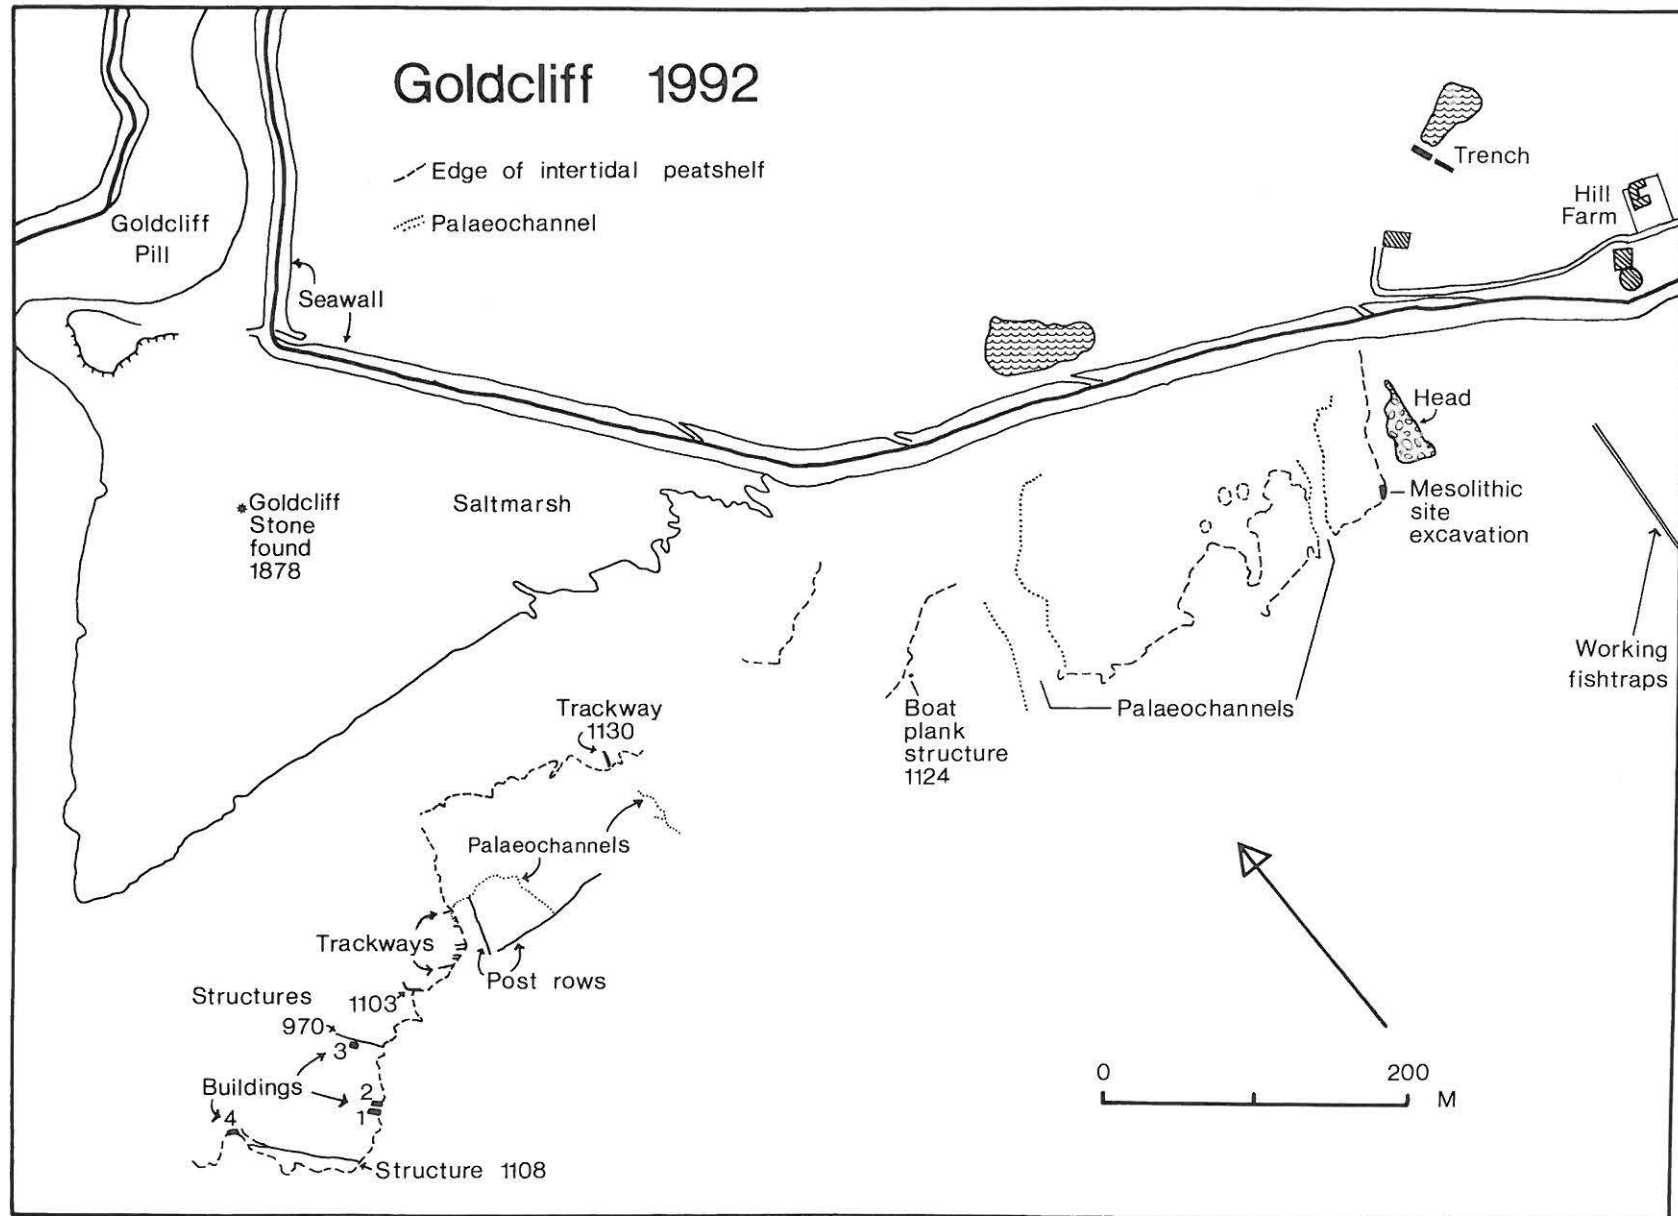 Goldcliff 1992
Edge of intertidal peatshelf
Palaeochannel
Trench
Hill
Farm
Goldcliff
Pill
Seawall
Head
Goldcliff
Stone
found
1878
Saltmarsh
Mesolithic
site
excavation
Working
fishtraps
Trackway
1130
Boat
plank
structure
1124
Palaeochannels
Palaeochannels
Trackways
Post rows
Structures
1103
970
3
Buildings
2
1
4
Structure 1108
0 200
M